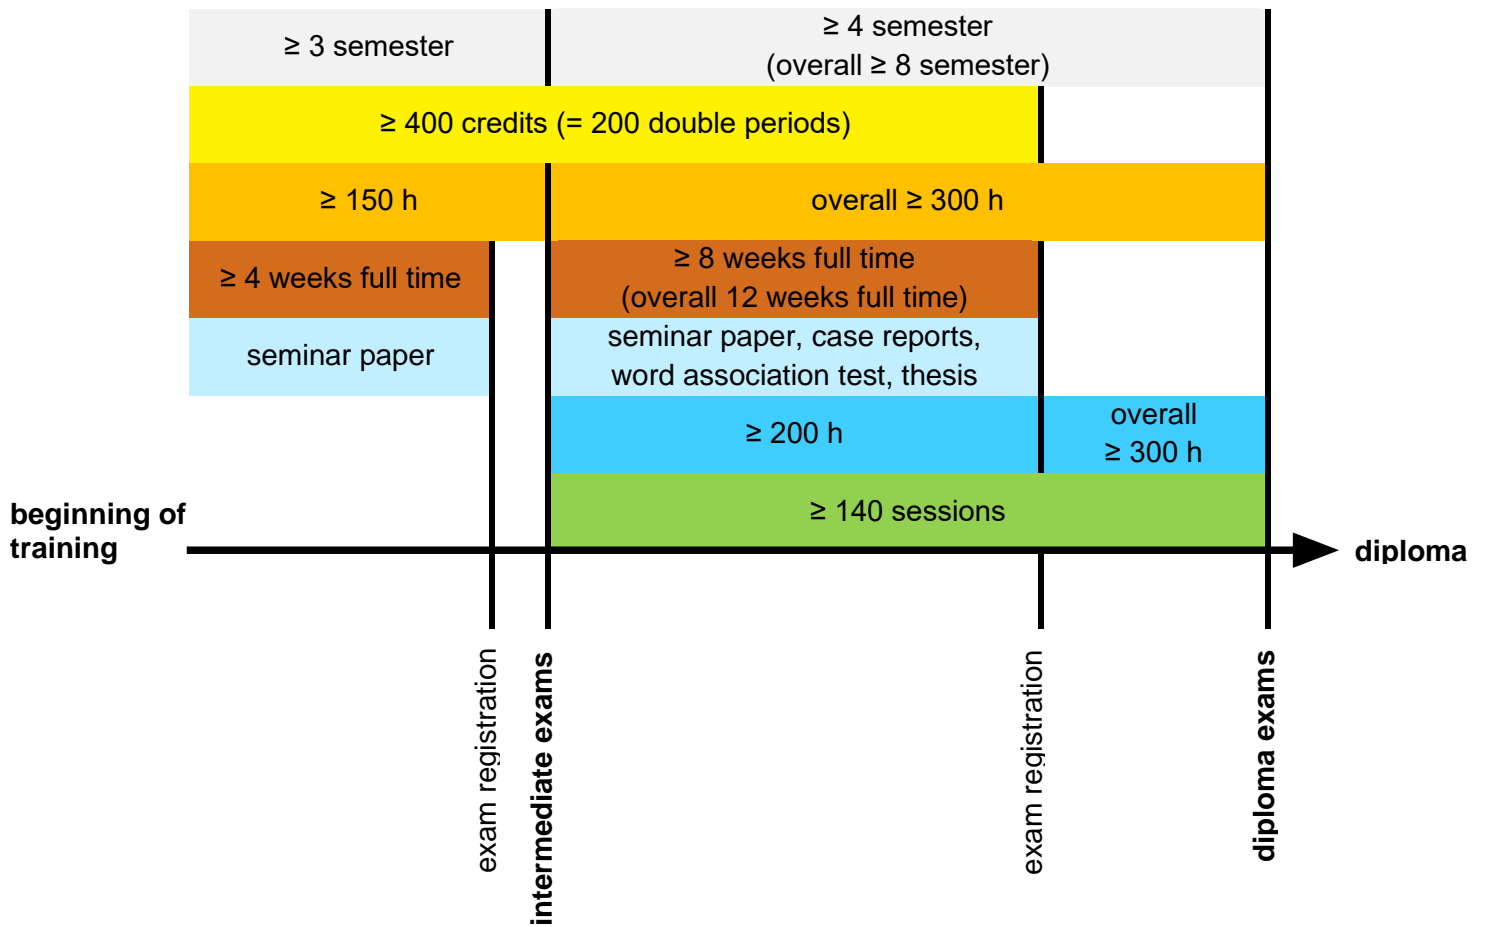 ≥ 3 semester
≥ 4 semester
(overall ≥ 8 semester)
≥ 400 credits (= 200 double periods)
≥ 150 h
overall ≥ 300 h
≥ 4 weeks full time
≥ 8 weeks full time
(overall 12 weeks full time)
seminar paper
seminar paper, case reports,
word association test, thesis
≥ 200 h
overall
≥ 300 h
≥ 140 sessions
beginning of
training
diploma
exam registration
intermediate exams
exam registration
diploma exams